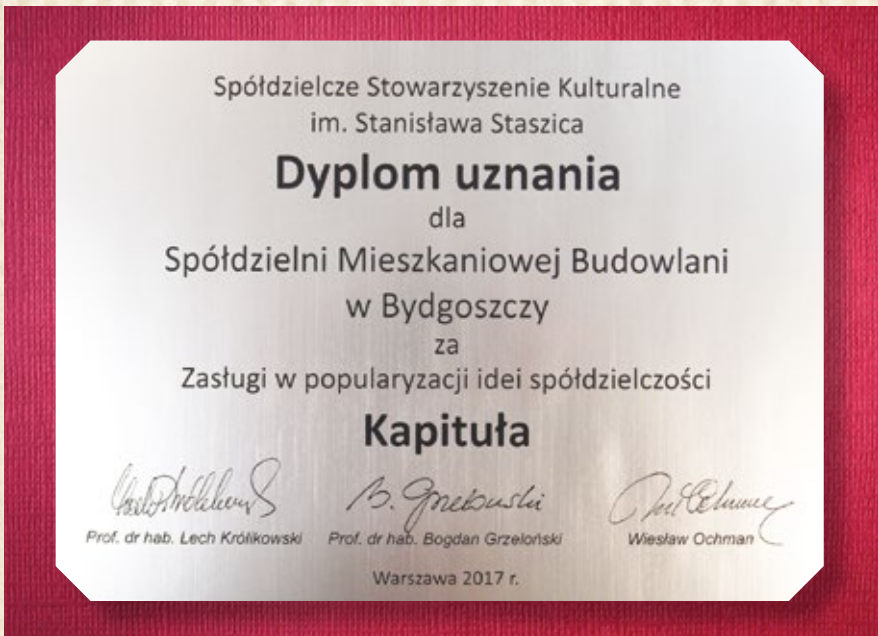 Spółdzielcze Stowarzyszenie Kulturalne
im. Stanisława Staszica
Dyplom uznania
dla
Spółdzielni Mieszkaniowej Budowlani
w Bydgoszczy
za
Zasługi w popularyzacji idei spółdzielczości
Kapituła
Prof. dr hab. Lech Królikowski Prof. dr hab. Bogdan Grzeloński Wiesław Ochman
Warszawa 2017 r.